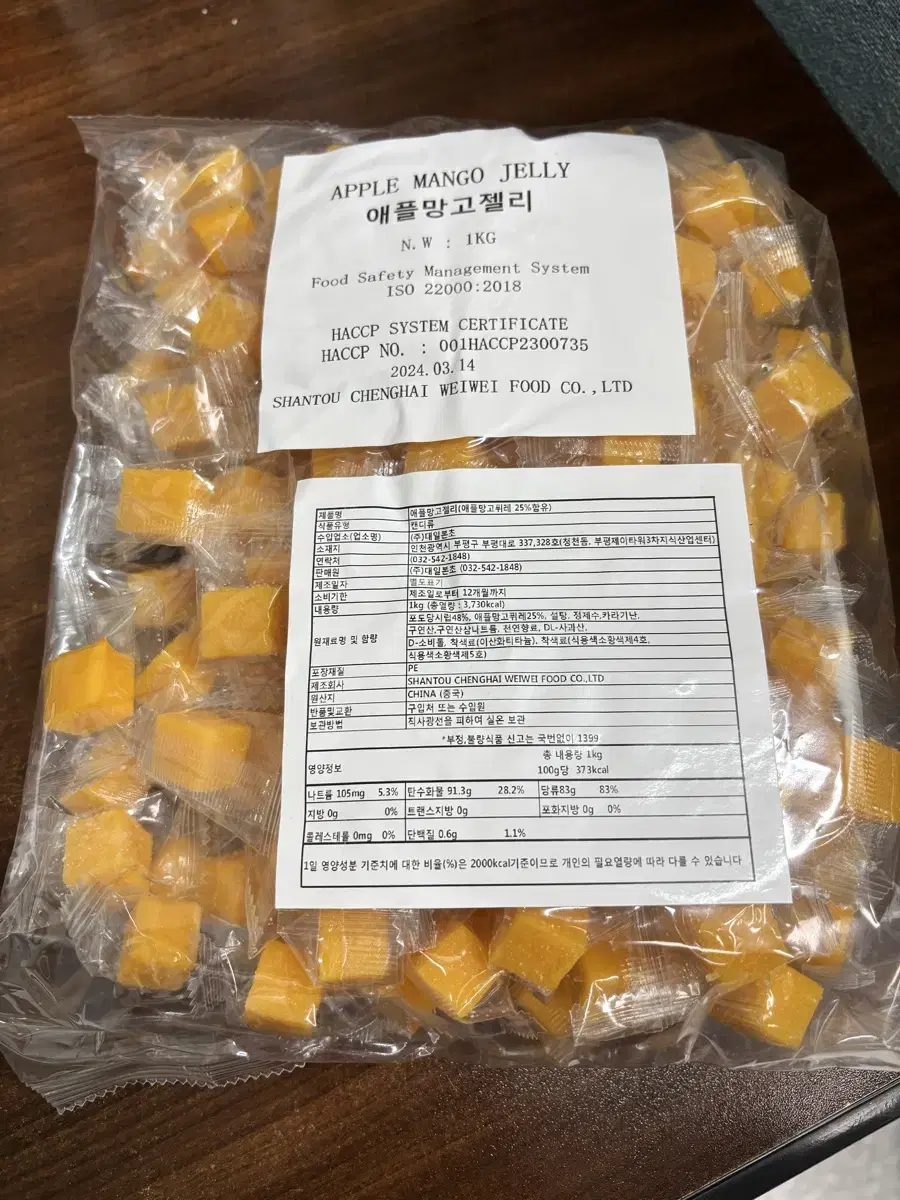 APPLE MANGO JELLY
애플망고젤리
N.W : 1KG
Food Safety Management System
ISO 22000:2018
HACCP SYSTEM CERTIFICATE
HACCP NO. : 001HACCP2300735
2024.03.14
SHANTOU CHENGHAI WEIWEI FOOD CO.,LTD
제품명 애플망고젤리(애플망고퓌레 25%함유)
식품유형 캔디류
수입업소(업소명) (주)대일본초
소재지 인천광역시 부평구 부평대로 337,328호(청천동, 부평제이타워3차지식산업센터)
연락처 (032-542-1848)
판매원 (주)대일본초 (032-542-1848)
제조일자 별도표기
소비기한 제조일로부터 12개월까지
내용량 1kg (총열량 : 3,730kcal)
원재료명 및 함량 포도당시럽48%, 애플망고퓌레25%, 설탕, 정제수,카라기난,
구연산,구연산삼나트륨, 천연향료, DL-사과산,
D-소비톨, 착색료(이산화티타늄), 착색료(식용색소황색제4호,
식용색소황색제5호)
포장재질 PE
제조회사 SHANTOU CHENGHAI WEIWEI FOOD CO.,LTD
원산지 CHINA (중국)
반품및교환 구입처 또는 수입원
보관방법 직사광선을 피하여 실온 보관
*부정,불량식품 신고는 국번없이 1399
영양정보 총 내용량 1kg
100g당 373kcal
나트륨 105mg 5.3% 탄수화물 91.3g 28.2% 당류83g 83%
지방 0g 0% 트랜스지방 0g 포화지방 0g 0%
콜레스테롤 0mg 0% 단백질 0.6g 1.1%
1일 영양성분 기준치에 대한 비율(%)은 2000kcal기준이므로 개인의 필요열량에 따라 다를 수 있습니다